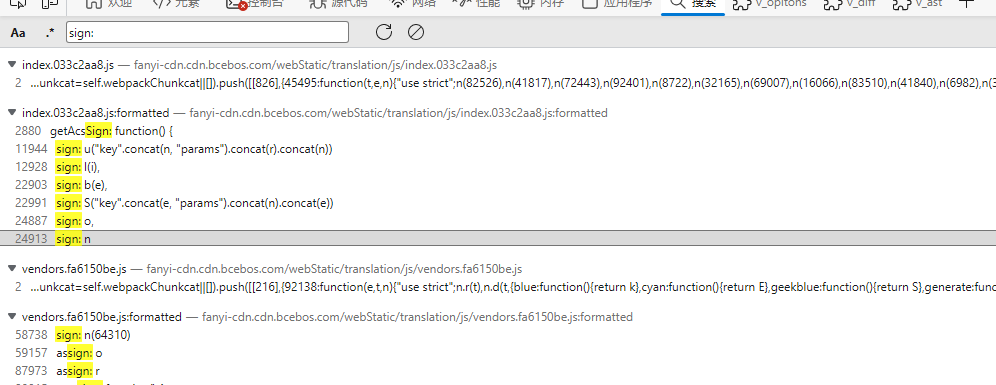 欢迎 元素 控制台 源代码 网络 性能 内存 应用程序 搜索 v_opitons v_diff v_ast
Aa .* sign:
index.033c2aa8.js — fanyi-cdn.cdn.bcebos.com/webStatic/translation/js/index.033c2aa8.js
2 ...unkcat=self.webpackChunkcat||[]).push([[826],{45495:function(t,e,n){"use strict";n(82526),n(41817),n(72443),n(92401),n(8722),n(32165),n(69007),n(16066),n(83510),n(41840),n(6982),n(3
index.033c2aa8.js:formatted — fanyi-cdn.cdn.bcebos.com/webStatic/translation/js/index.033c2aa8.js:formatted
2880 getAcsSign: function() {
11944 sign: u("key".concat(n, "params").concat(r).concat(n))
12928 sign: l(i),
22903 sign: b(e),
22991 sign: S("key".concat(e, "params").concat(n).concat(e))
24887 sign: o,
24913 sign: n
vendors.fa6150be.js — fanyi-cdn.cdn.bcebos.com/webStatic/translation/js/vendors.fa6150be.js
2 ...unkcat=self.webpackChunkcat||[]).push([[216],{92138:function(e,t,n){"use strict";n.r(t),n.d(t,{blue:function(){return k},cyan:function(){return E},geekblue:function(){return S},generate:func
vendors.fa6150be.js:formatted — fanyi-cdn.cdn.bcebos.com/webStatic/translation/js/vendors.fa6150be.js:formatted
58738 sign: n(64310)
59157 assign: o
87973 assign: r